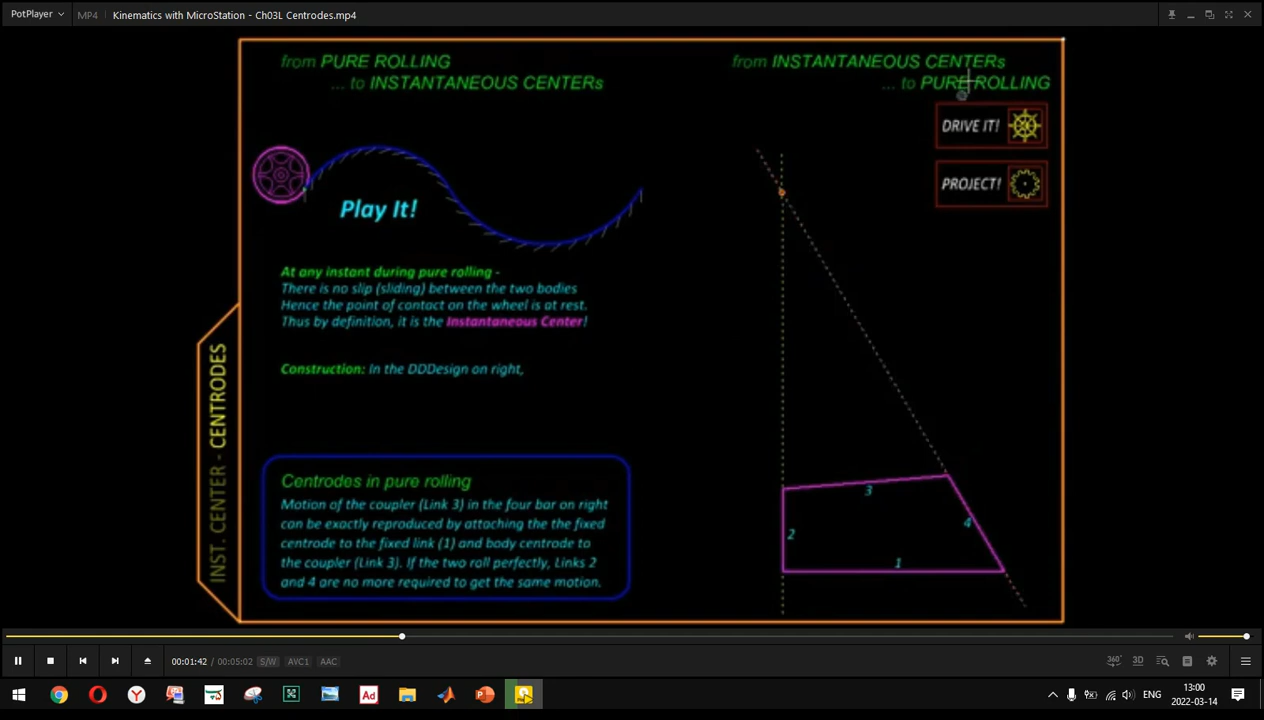 PotPlayer
MP4
Kinematics with MicroStation - Ch03L Centrodes.mp4
from PURE ROLLING
... to INSTANTANEOUS CENTERs
from INSTANTANEOUS CENTERs
... to PURE ROLLING
DRIVE IT!
PROJECT!
Play It!
At any instant during pure rolling -
There is no slip (sliding) between the two bodies
Hence the point of contact on the wheel is at rest.
Thus by definition, it is the Instantaneous Center!
Construction: In the DDDesign on right,
INST. CENTER - CENTRODES
Centrodes in pure rolling
Motion of the coupler (Link 3) in the four bar on right
can be exactly reproduced by attaching the the fixed
centrode to the fixed link (1) and body centrode to
the coupler (Link 3). If the two roll perfectly, Links 2
and 4 are no more required to get the same motion.
3
4
2
1
00:01:42 / 00:05:02 S/W AVC1 AAC
360°
3D
Ad
ENG
13:00
2022-03-14